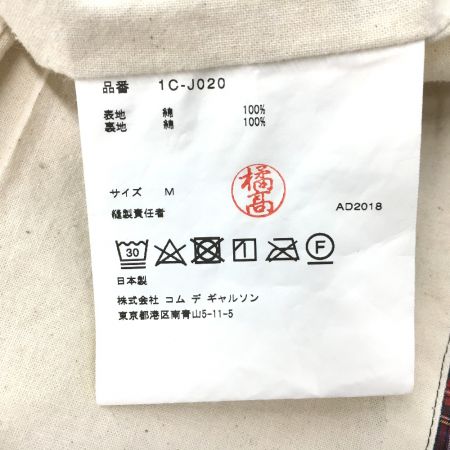 品番 1C-J020
表地 綿 100%
裏地 綿 100%
橘高
サイズ M
縫製責任者 AD2018
30 F
日本製
株式会社 コム デ ギャルソン
東京都港区南青山5-11-5